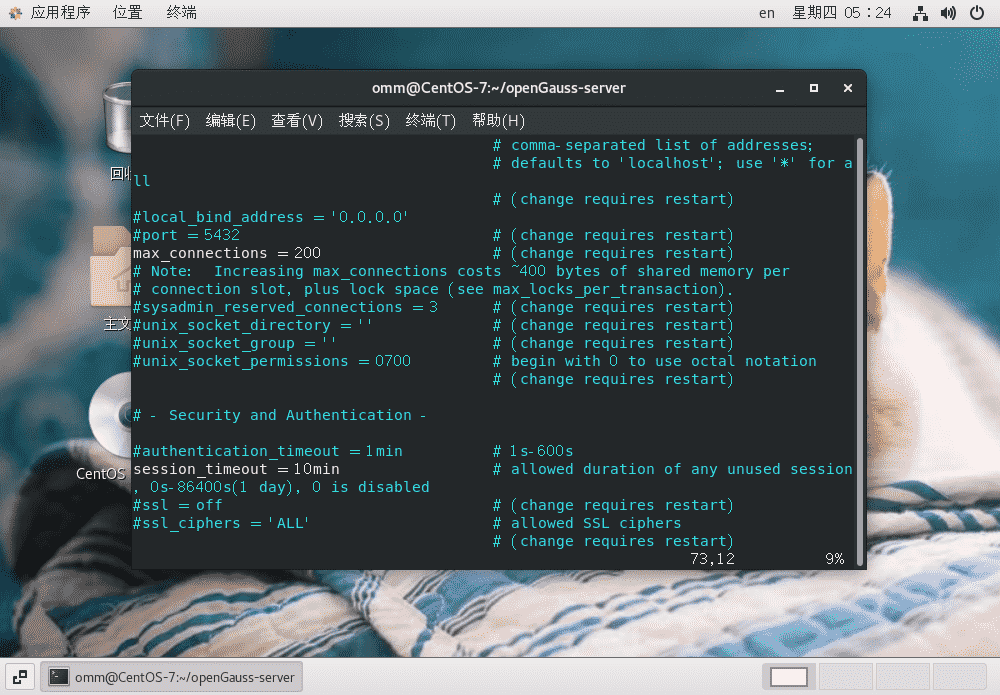 应用程序 位置 终端 en 星期四 05：24
omm@CentOS-7:~/openGauss-server
文件(F) 编辑(E) 查看(V) 搜索(S) 终端(T) 帮助(H)
# comma-separated list of addresses;
# defaults to 'localhost'; use '*' for a
ll
# (change requires restart)
#local_bind_address = '0.0.0.0'
#port = 5432 # (change requires restart)
max_connections = 200 # (change requires restart)
# Note:  Increasing max_connections costs ~400 bytes of shared memory per
# connection slot, plus lock space (see max_locks_per_transaction).
#sysadmin_reserved_connections = 3 # (change requires restart)
#unix_socket_directory = '' # (change requires restart)
#unix_socket_group = '' # (change requires restart)
#unix_socket_permissions = 0700 # begin with 0 to use octal notation
# (change requires restart)
# - Security and Authentication -
#authentication_timeout = 1min # 1s-600s
session_timeout = 10min # allowed duration of any unused session
, 0s-86400s(1 day), 0 is disabled
#ssl = off # (change requires restart)
#ssl_ciphers = 'ALL' # allowed SSL ciphers
# (change requires restart)
73,12 9%
回收
主文
CentOS
omm@CentOS-7:~/openGauss-server